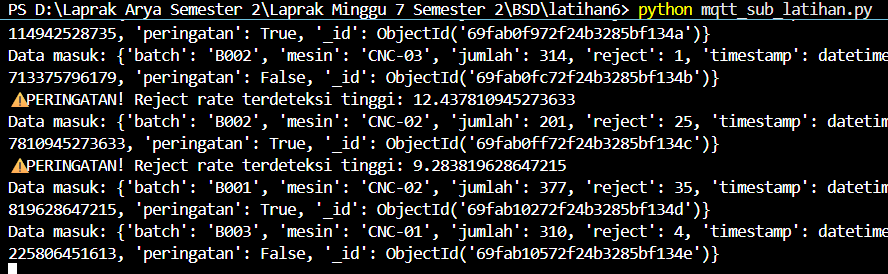 PS D:\Laprak Arya Semester 2\Laprak Minggu 7 Semester 2\BSD\latihan6> python mqtt_sub_latihan.py
114942528735, 'peringatan': True, '_id': ObjectId('69fab0f972f24b3285bf134a')}
Data masuk: {'batch': 'B002', 'mesin': 'CNC-03', 'jumlah': 314, 'reject': 1, 'timestamp': datetim
713375796179, 'peringatan': False, '_id': ObjectId('69fab0fc72f24b3285bf134b')}
⚠️PERINGATAN! Reject rate terdeteksi tinggi: 12.437810945273633
Data masuk: {'batch': 'B002', 'mesin': 'CNC-02', 'jumlah': 201, 'reject': 25, 'timestamp': dateti
7810945273633, 'peringatan': True, '_id': ObjectId('69fab0ff72f24b3285bf134c')}
⚠️PERINGATAN! Reject rate terdeteksi tinggi: 9.283819628647215
Data masuk: {'batch': 'B001', 'mesin': 'CNC-02', 'jumlah': 377, 'reject': 35, 'timestamp': dateti
819628647215, 'peringatan': True, '_id': ObjectId('69fab10272f24b3285bf134d')}
Data masuk: {'batch': 'B003', 'mesin': 'CNC-01', 'jumlah': 310, 'reject': 4, 'timestamp': datetim
225806451613, 'peringatan': False, '_id': ObjectId('69fab10572f24b3285bf134e')}